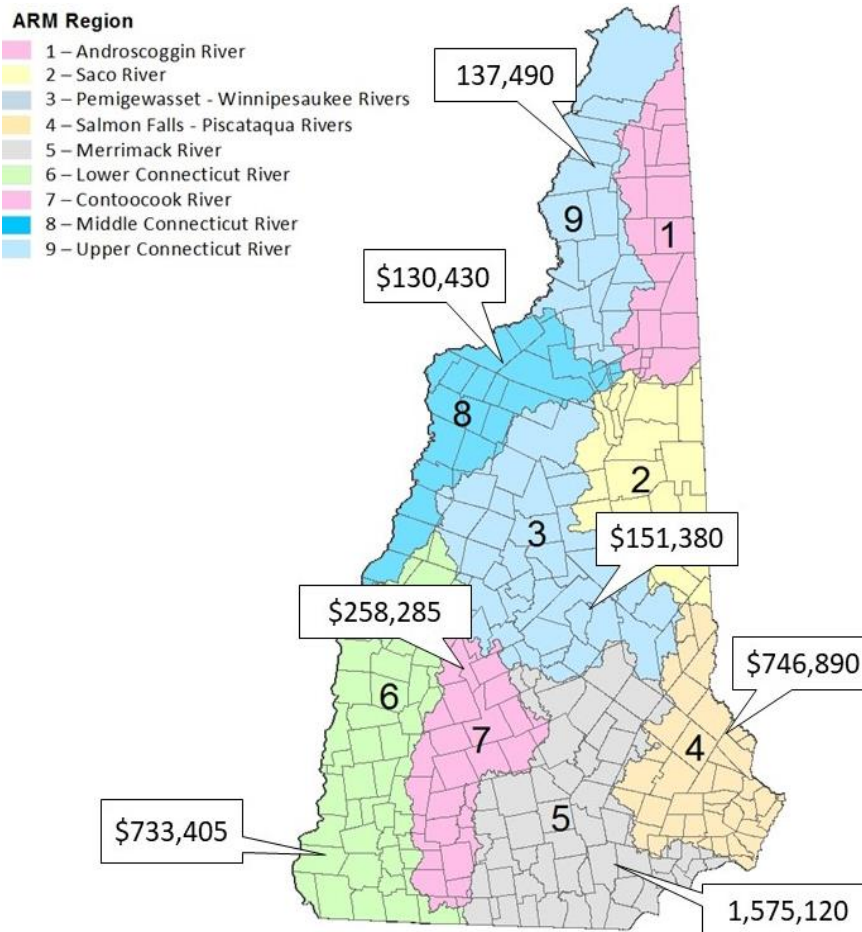 ARM Region
1 – Androscoggin River
2 – Saco River
3 – Pemigewasset - Winnipesaukee Rivers
4 – Salmon Falls - Piscataqua Rivers
5 – Merrimack River
6 – Lower Connecticut River
7 – Contoocook River
8 – Middle Connecticut River
9 – Upper Connecticut River
137,490
9
1
$130,430
8
2
3
$151,380
$258,285
6
7
$746,890
4
5
$733,405
1,575,120